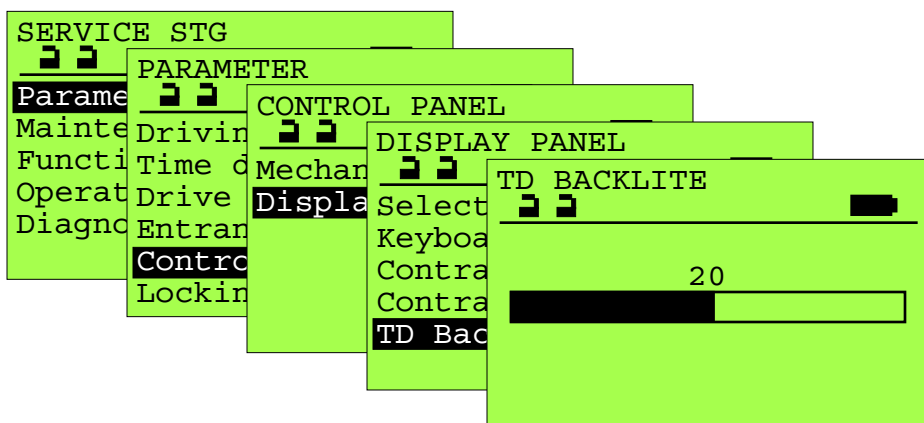 SERVICE STG
Parame
Mainte
Functi
Operat
Diagno
PARAMETER
Drivin
Time d
Drive
Entran
Contro
Lockin
CONTROL PANEL
Mechan
Displa
DISPLAY PANEL
Select
Keyboa
Contra
Contra
TD Bac
TD BACKLITE
20